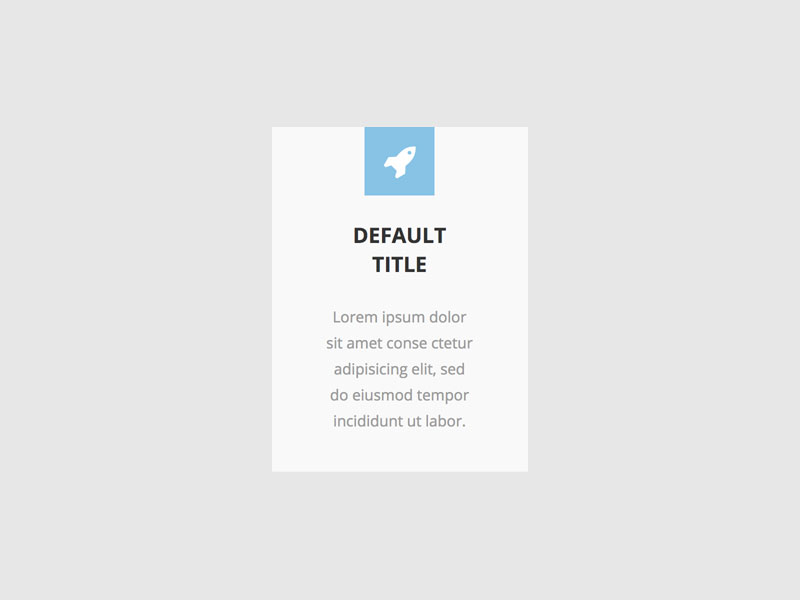 DEFAULT
TITLE
Lorem ipsum dolor
sit amet conse ctetur
adipisicing elit, sed
do eiusmod tempor
incididunt ut labor.